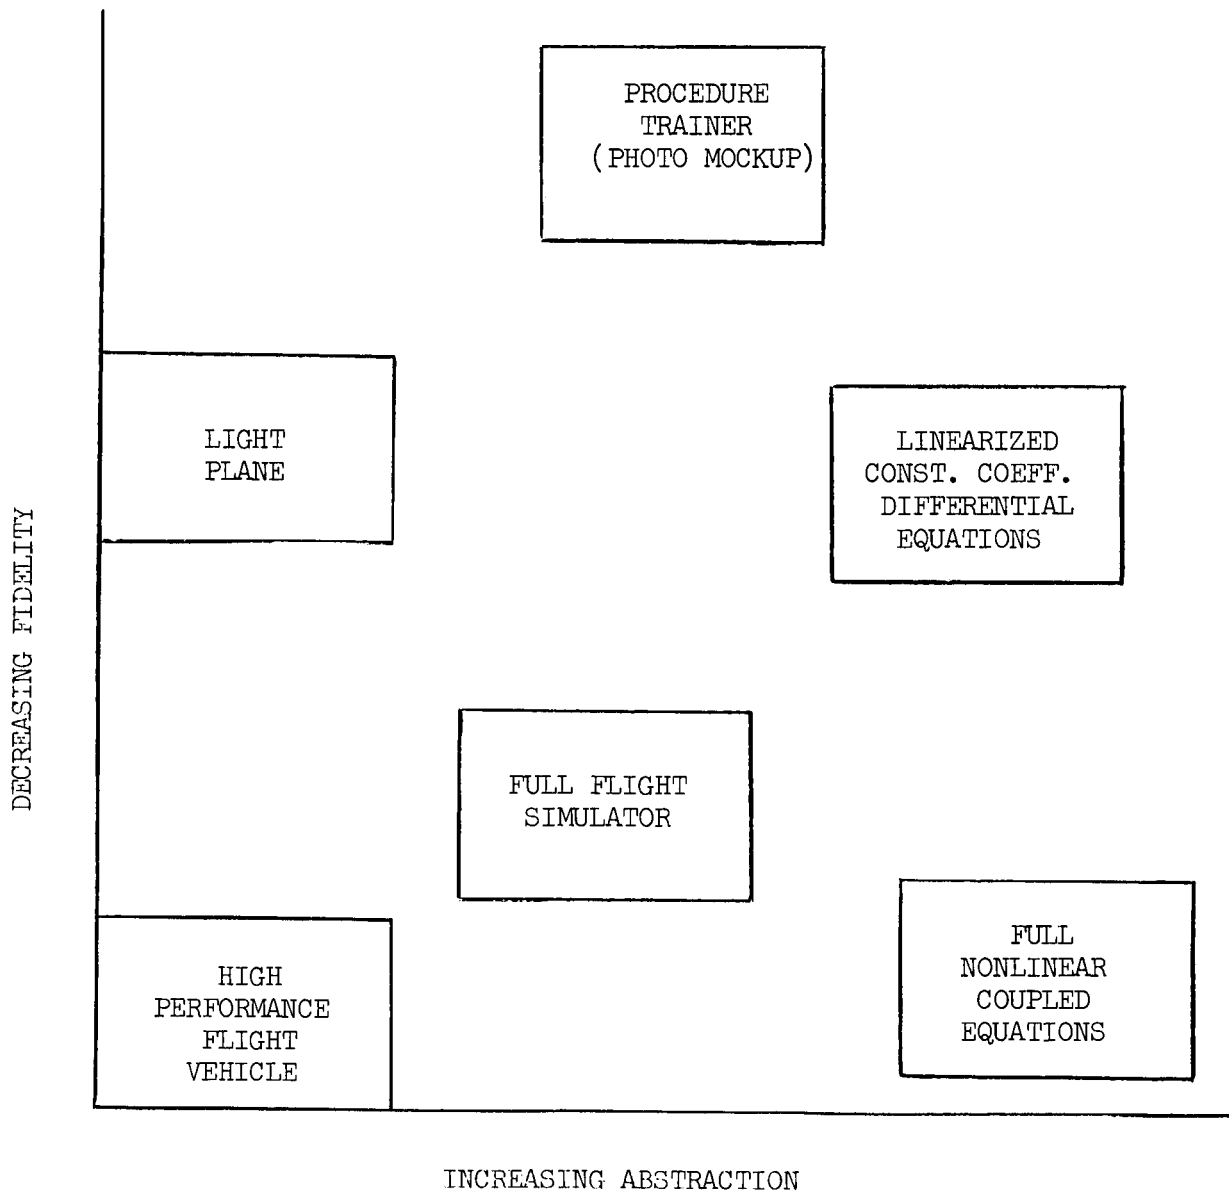 PROCEDURE
TRAINER
(PHOTO MOCKUP)
LIGHT
PLANE
LINEARIZED
CONST. COEFF.
DIFFERENTIAL
EQUATIONS
DECREASING FIDELITY
FULL FLIGHT
SIMULATOR
HIGH
PERFORMANCE
FLIGHT
VEHICLE
FULL
NONLINEAR
COUPLED
EQUATIONS
INCREASING ABSTRACTION